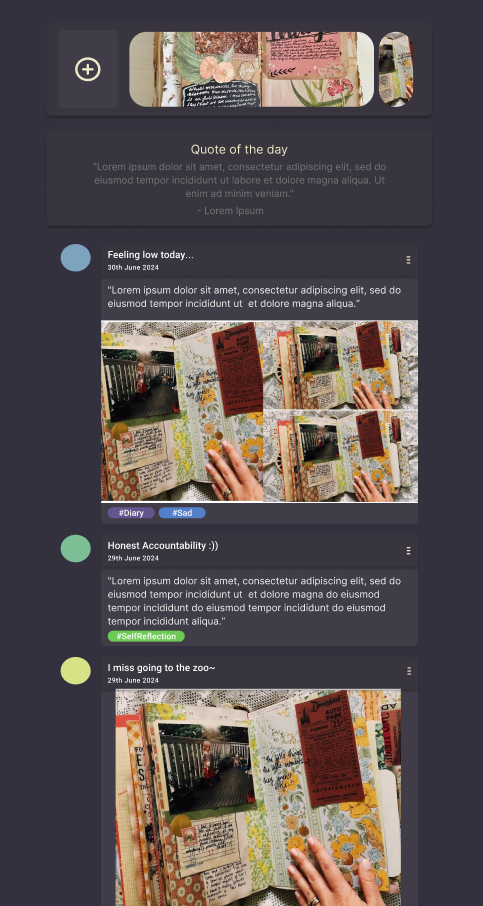 Quote of the day
"Lorem ipsum dolor sit amet, consectetur adipiscing elit, sed do
eiusmod tempor incididunt ut labore et dolore magna aliqua. Ut
enim ad minim veniam."
- Lorem Ipsum
Feeling low today...
30th June 2024
"Lorem ipsum dolor sit amet, consectetur adipiscing elit, sed do
eiusmod tempor incididunt ut et dolore magna aliqua."
#Diary #Sad
Honest Accountability :))
29th June 2024
"Lorem ipsum dolor sit amet, consectetur adipiscing elit, sed do
eiusmod tempor incididunt ut et dolore magna do eiusmod
tempor incididunt do eiusmod tempor incididunt do eiusmod
tempor incididunt aliqua."
#SelfReflection
I miss going to the zoo~
29th June 2024
Disneyland
AUTO
PARK